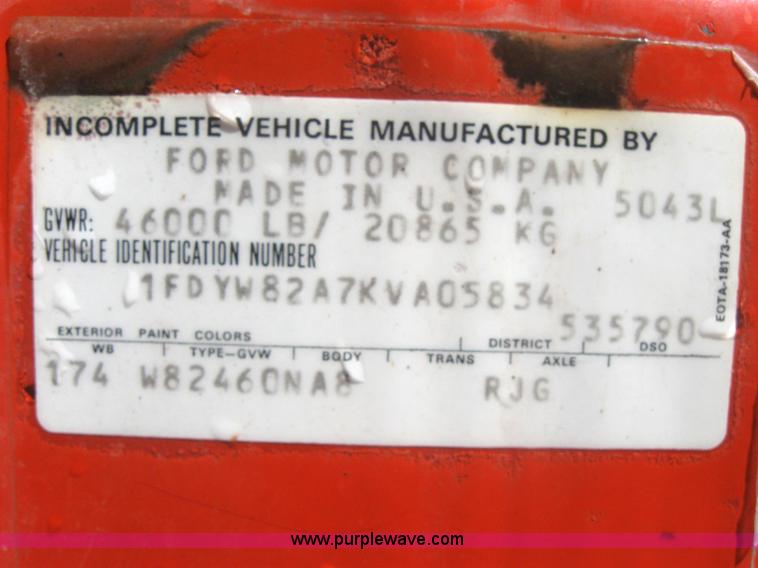 INCOMPLETE VEHICLE MANUFACTURED BY
FORD MOTOR COMPANY
MADE IN U.S.A. 5043L
GVWR: 46000 LB/ 20865 KG
VEHICLE IDENTIFICATION NUMBER
1FDYW82A7KVA05834
535790
EXTERIOR PAINT COLORS DISTRICT DSO
WB TYPE-GVW BODY TRANS AXLE
174 W82460NA8 RJG
EOTA-18173-AA
www.purplewave.com